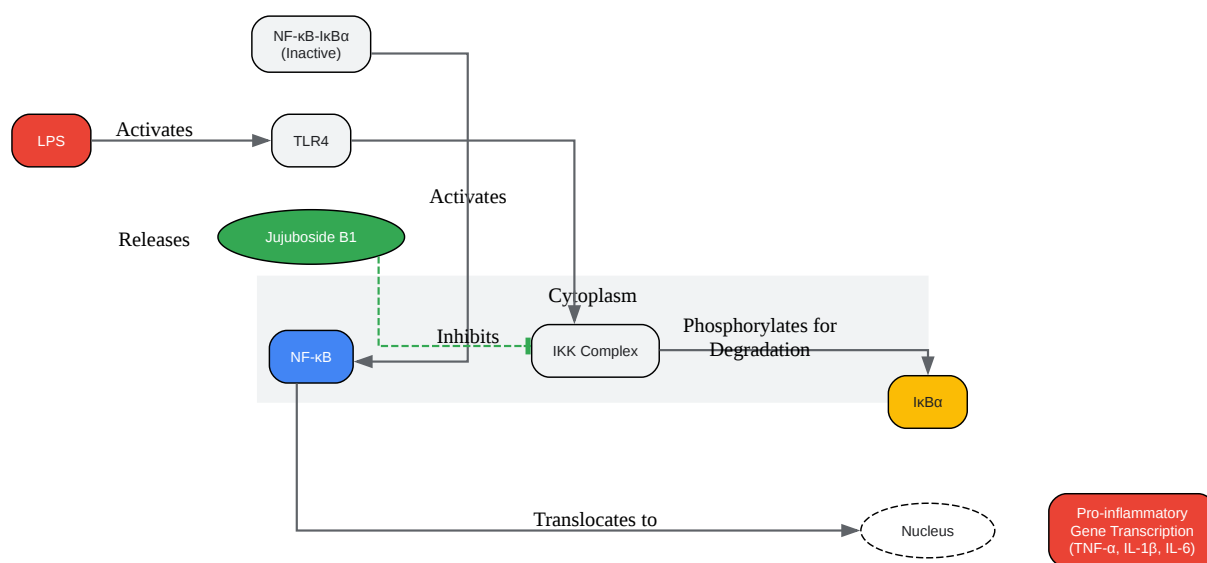 NF-κB-IκBα
(Inactive)
LPS
Activates
TLR4
Activates
Releases
Jujuboside B1
Cytoplasm
Inhibits
Phosphorylates for
Degradation
NF-κB
IKK Complex
IκBα
Translocates to
Nucleus
Pro-inflammatory
Gene Transcription
(TNF-α, IL-1β, IL-6)